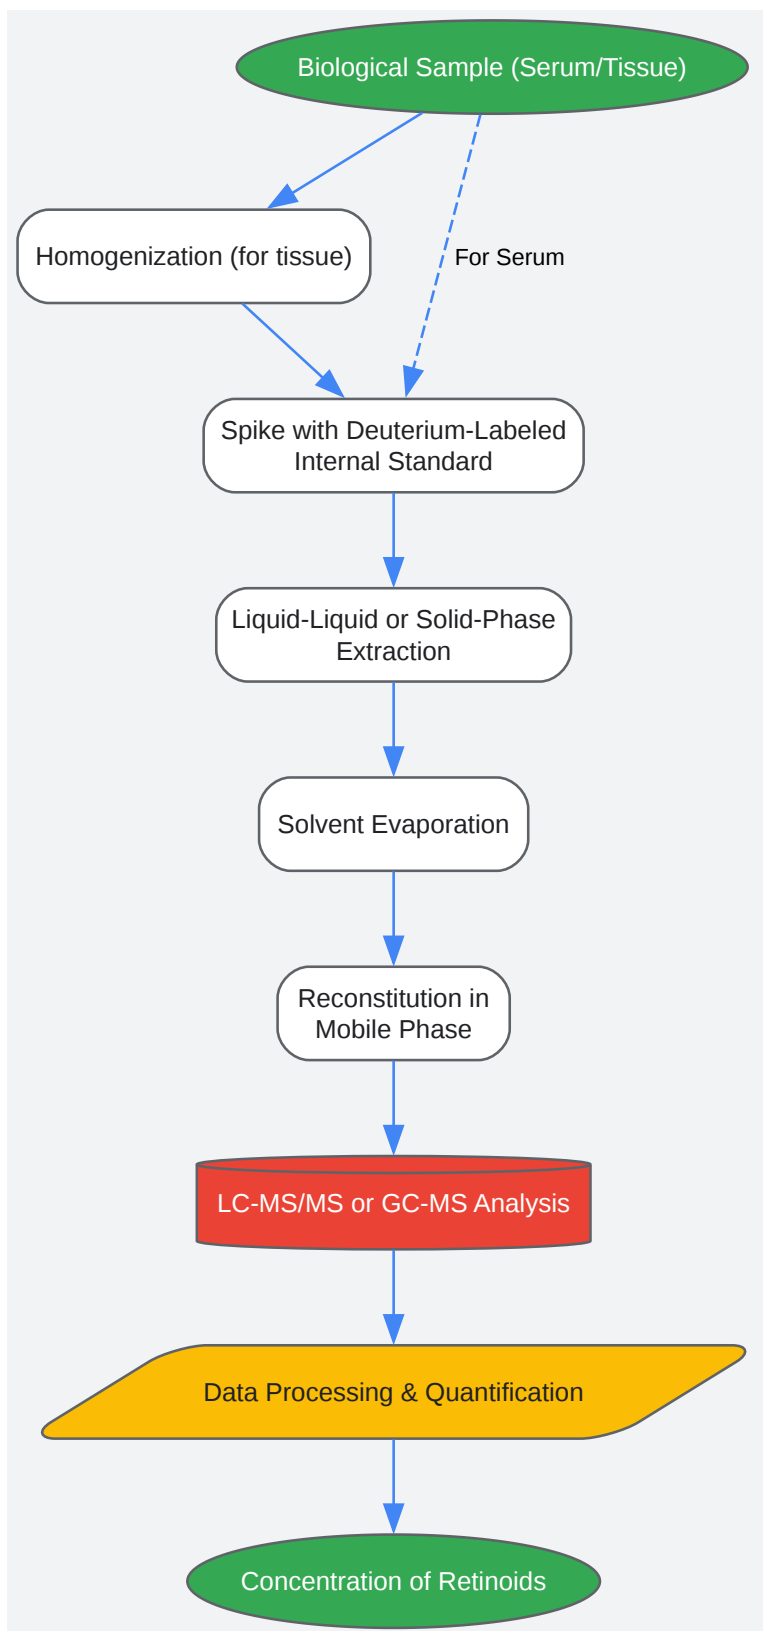 Biological Sample (Serum/Tissue)
Homogenization (for tissue)
For Serum
Spike with Deuterium-Labeled
Internal Standard
Liquid-Liquid or Solid-Phase
Extraction
Solvent Evaporation
Reconstitution in
Mobile Phase
LC-MS/MS or GC-MS Analysis
Data Processing & Quantification
Concentration of Retinoids